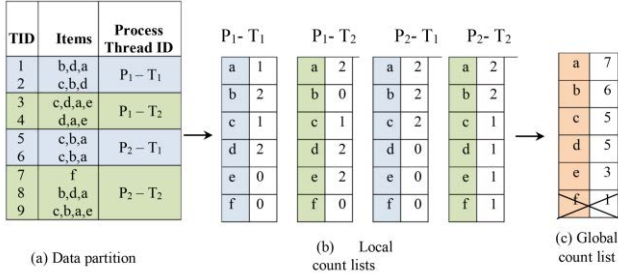 TID Items Process Thread ID
1 b,d,a P1 – T1
2 c,b,d
3 c,d,a,e P1 – T2
4 d,a,e
5 c,b,a P2 – T1
6 c,b,a
7 f P2 – T2
8 b,d,a
9 c,b,a,e
(a) Data partition
P1- T1 P1- T2 P2- T1 P2- T2
a 1 a 2 a 2 a 2
b 2 b 0 b 2 b 2
c 1 c 1 c 2 c 1
d 2 d 2 d 0 d 1
e 0 e 2 e 0 e 1
f 0 f 0 f 0 f 1
(b) Local
count lists
a 7
b 6
c 5
d 5
e 3
f 1
(c) Global
count list